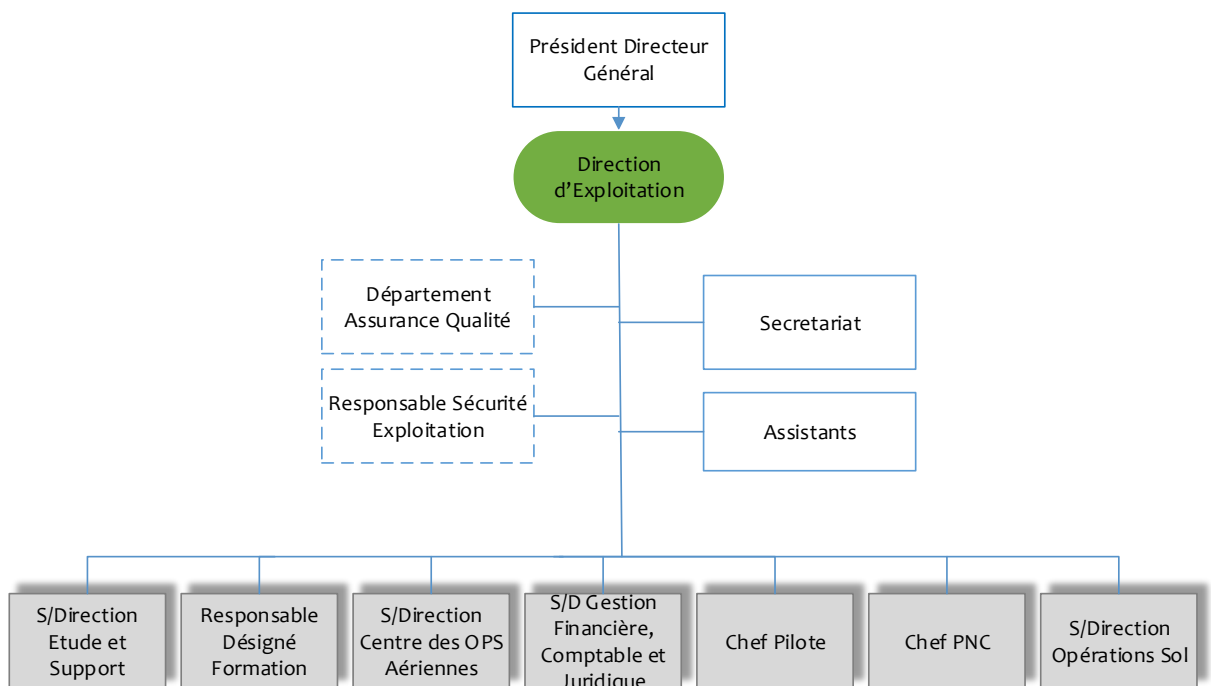 Président Directeur
Général
Direction
d’Exploitation
Département
Assurance Qualité
Secretariat
Responsable Sécurité
Exploitation
Assistants
S/Direction
Etude et
Support
Responsable
Désigné
Formation
S/Direction
Centre des OPS
Aériennes
S/D Gestion
Financière,
Comptable et
Juridique
Chef Pilote
Chef PNC
S/Direction
Opérations Sol